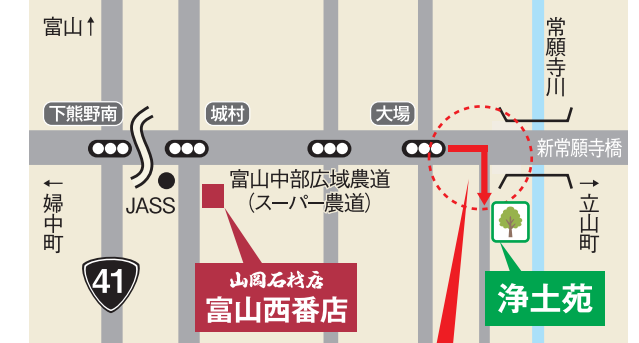 富山↑
常願寺川
下熊野南
城村
大場
新常願寺橋
←婦中町
JASS
富山中部広域農道
(スーパー農道)
→立山町
41
山岡石材店
富山西番店
浄土苑